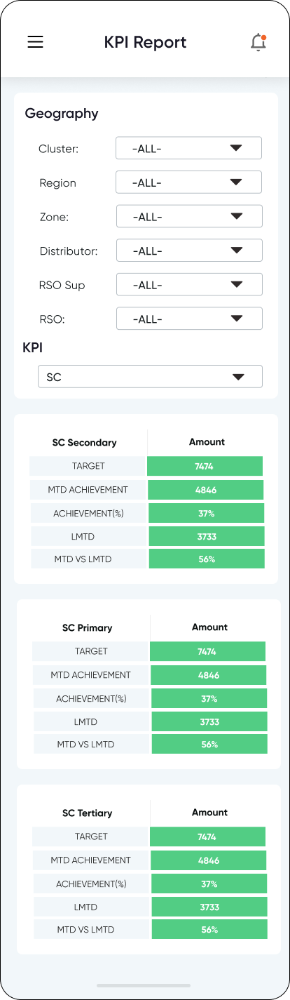 KPI Report
Geography
Cluster: -ALL-
Region -ALL-
Zone: -ALL-
Distributor: -ALL-
RSO Sup -ALL-
RSO: -ALL-
KPI
SC
SC Secondary Amount
TARGET 7474
MTD ACHIEVEMENT 4846
ACHIEVEMENT(%) 37%
LMTD 3733
MTD VS LMTD 56%
SC Primary Amount
TARGET 7474
MTD ACHIEVEMENT 4846
ACHIEVEMENT(%) 37%
LMTD 3733
MTD VS LMTD 56%
SC Tertiary Amount
TARGET 7474
MTD ACHIEVEMENT 4846
ACHIEVEMENT(%) 37%
LMTD 3733
MTD VS LMTD 56%